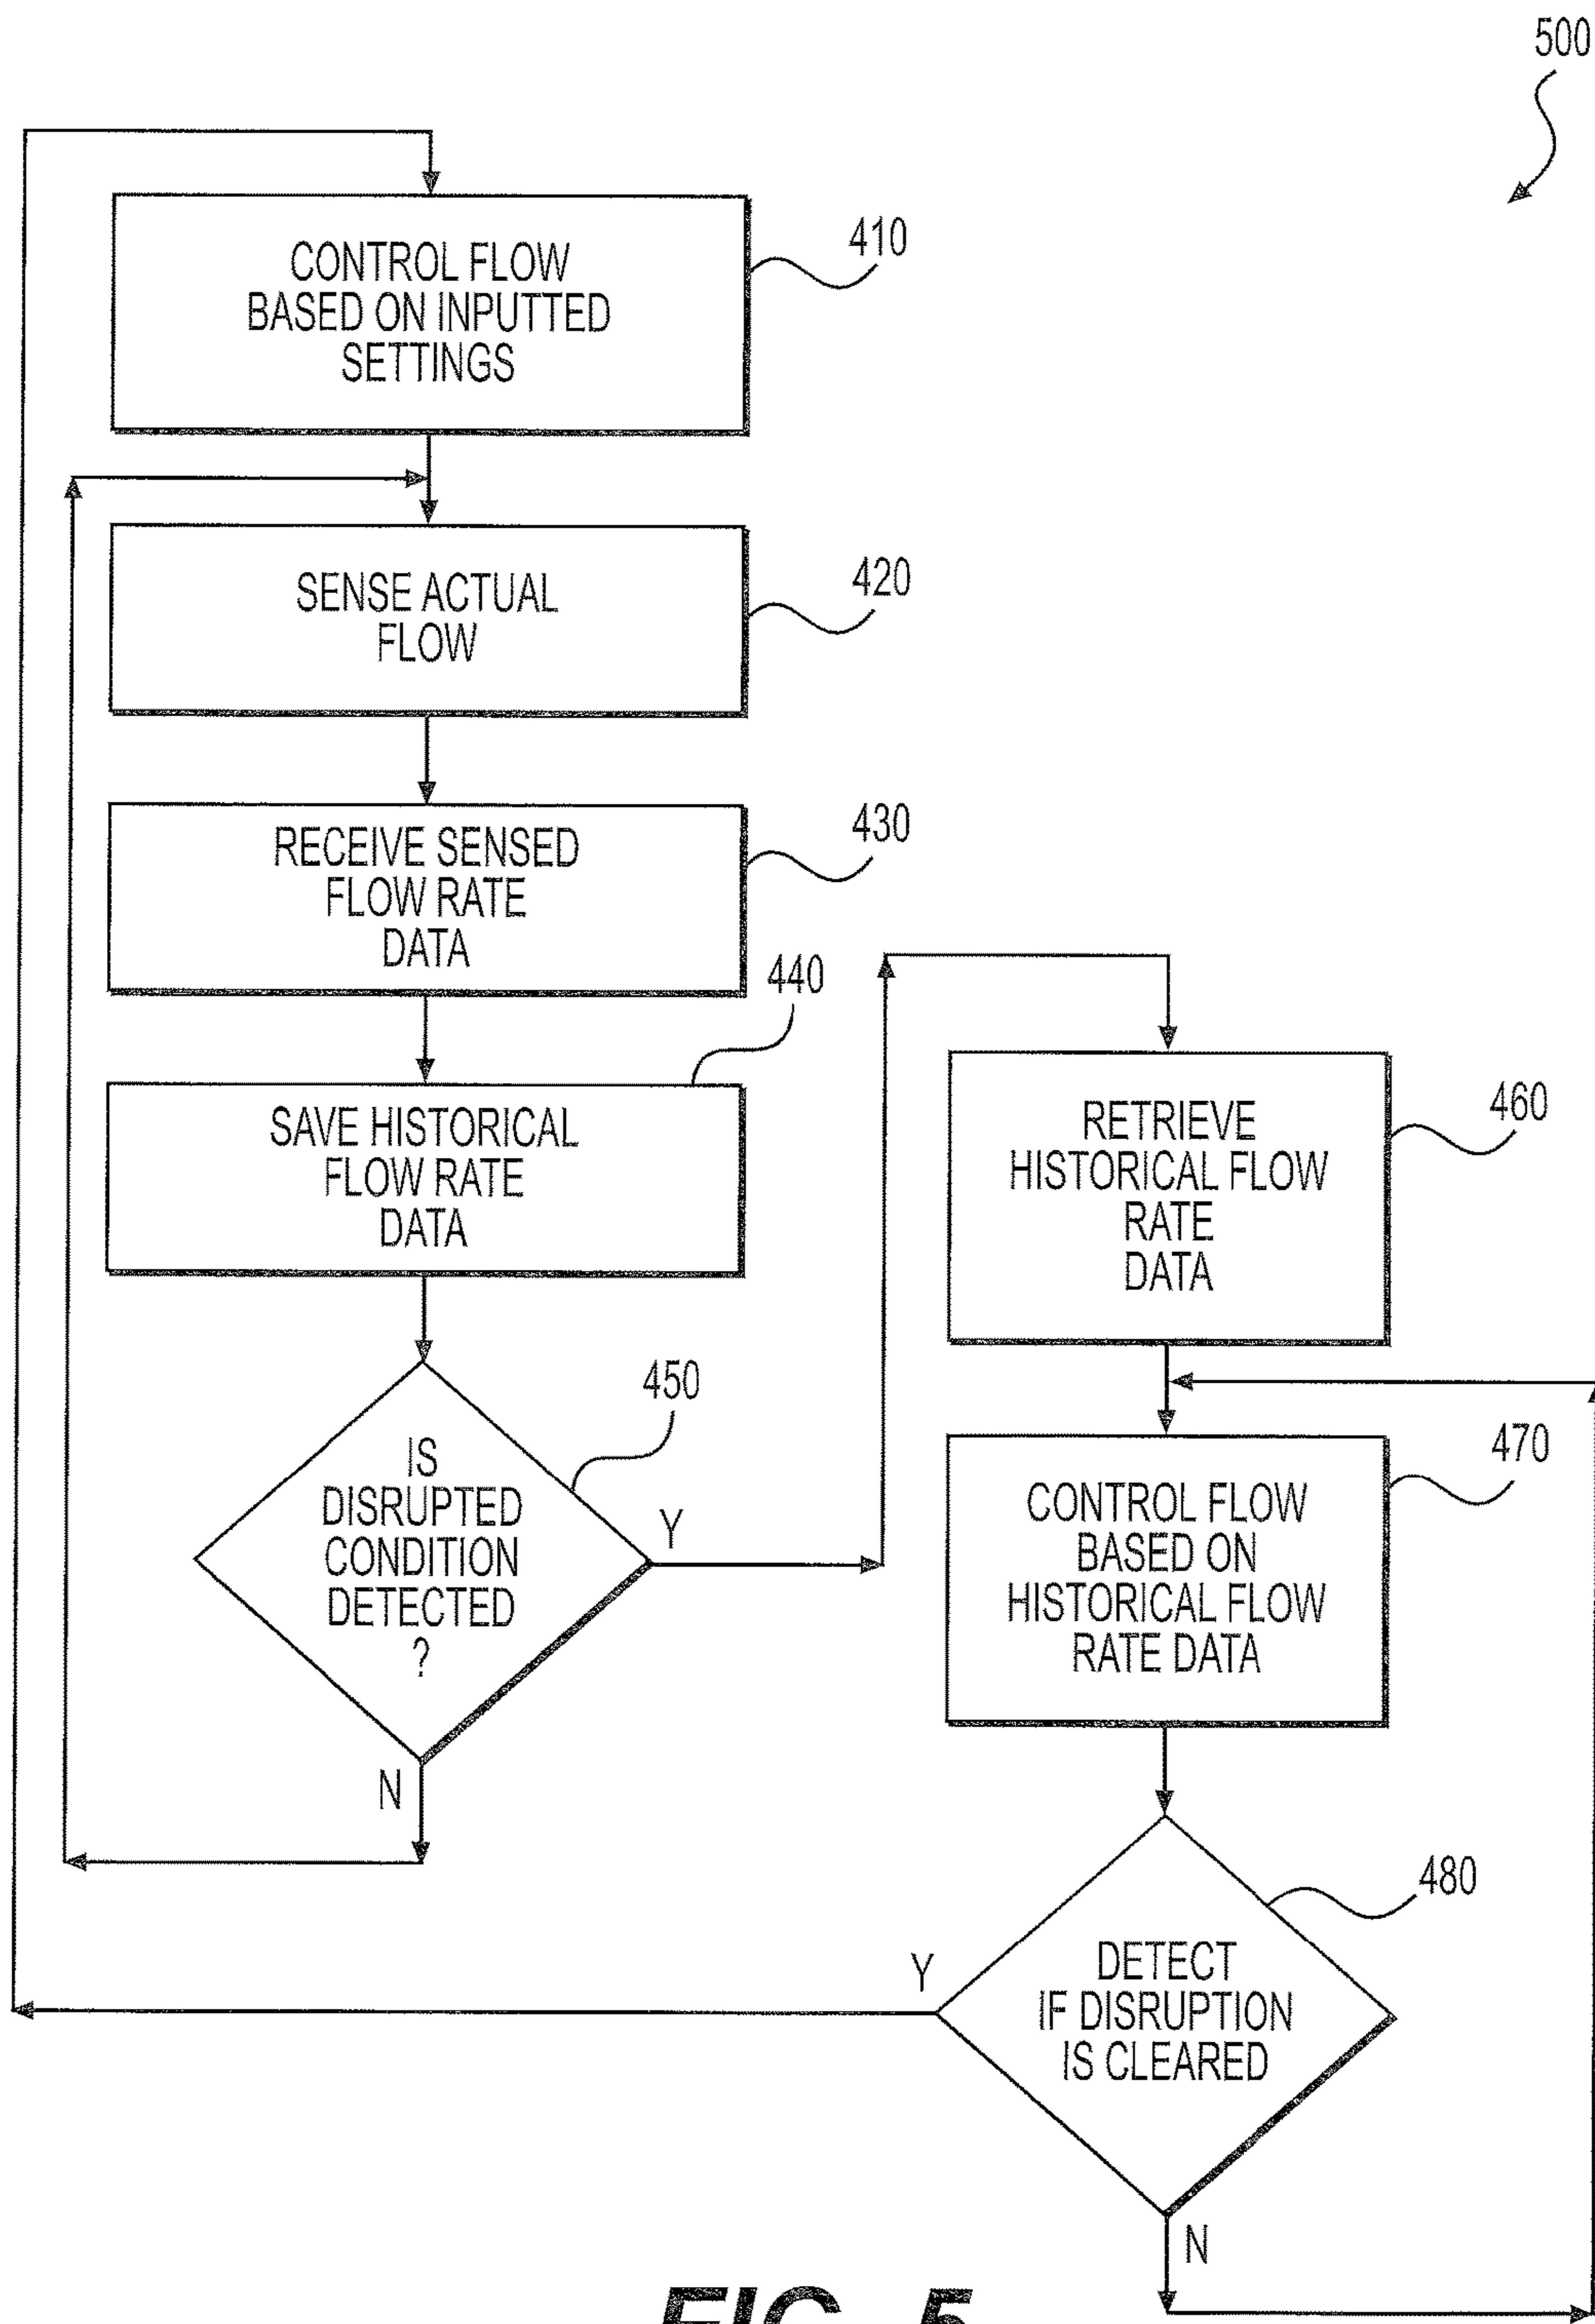 500
CONTROL FLOW
BASED ON INPUTTED
SETTINGS
410
SENSE ACTUAL
FLOW
420
RECEIVE SENSED
FLOW RATE
DATA
430
SAVE HISTORICAL
FLOW RATE
DATA
440
IS
DISRUPTED
CONDITION
DETECTED
?
450
Y
N
RETRIEVE
HISTORICAL FLOW
RATE
DATA
460
CONTROL FLOW
BASED ON
HISTORICAL FLOW
RATE DATA
470
DETECT
IF DISRUPTION
IS CLEARED
480
Y
N
FIG. 5